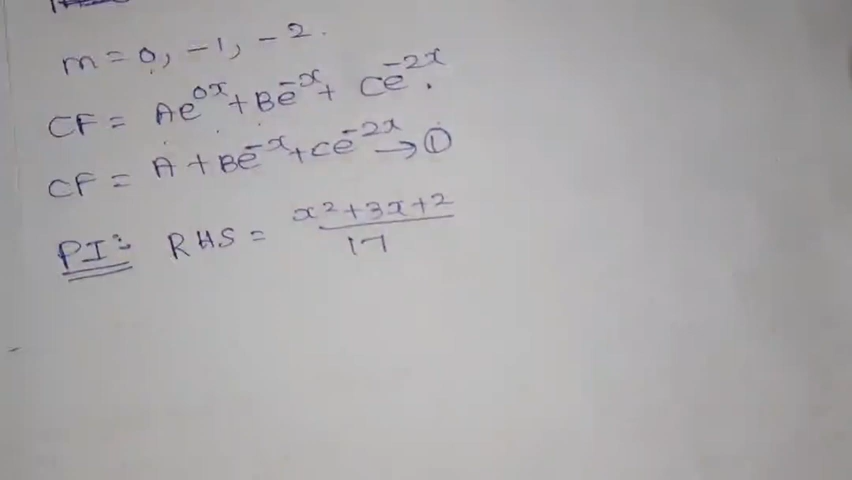 m = 0, -1, -2.
CF = Ae^0x + Be^-x + Ce^-2x.
CF = A + Be^-x + Ce^-2x → ①
PI: RHS = x²+3x+2 / 17